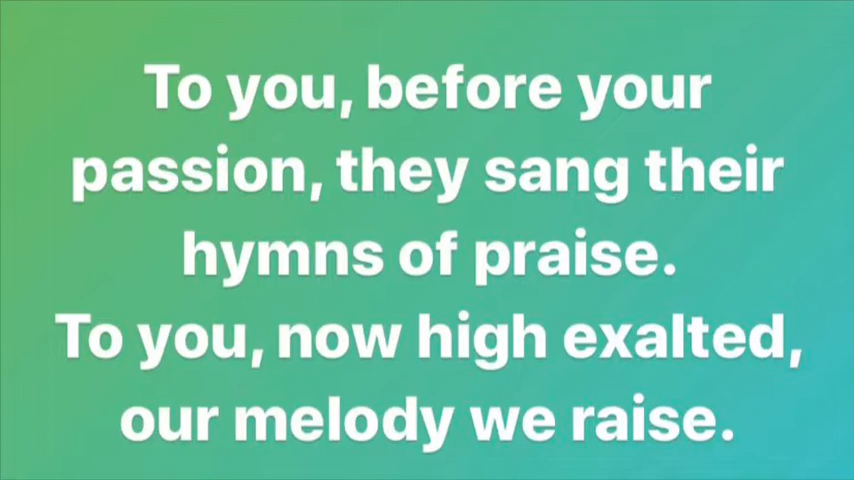 To you, before your
passion, they sang their
hymns of praise.
To you, now high exalted,
our melody we raise.